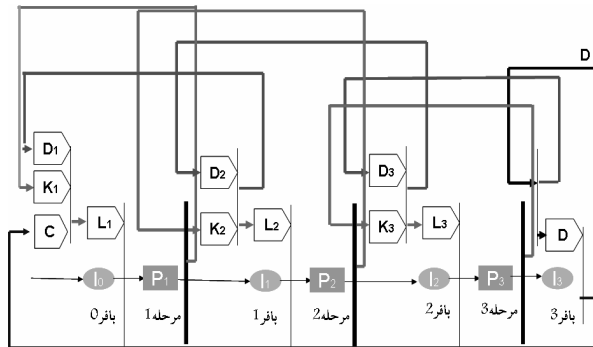 D
D1
D2
D3
K1
C
L1
K2
L2
K3
L3
D
I0
P1
I1
P2
I2
P3
I3
بافر0
مرحله1
بافر1
مرحله2
بافر2
مرحله3
بافر3